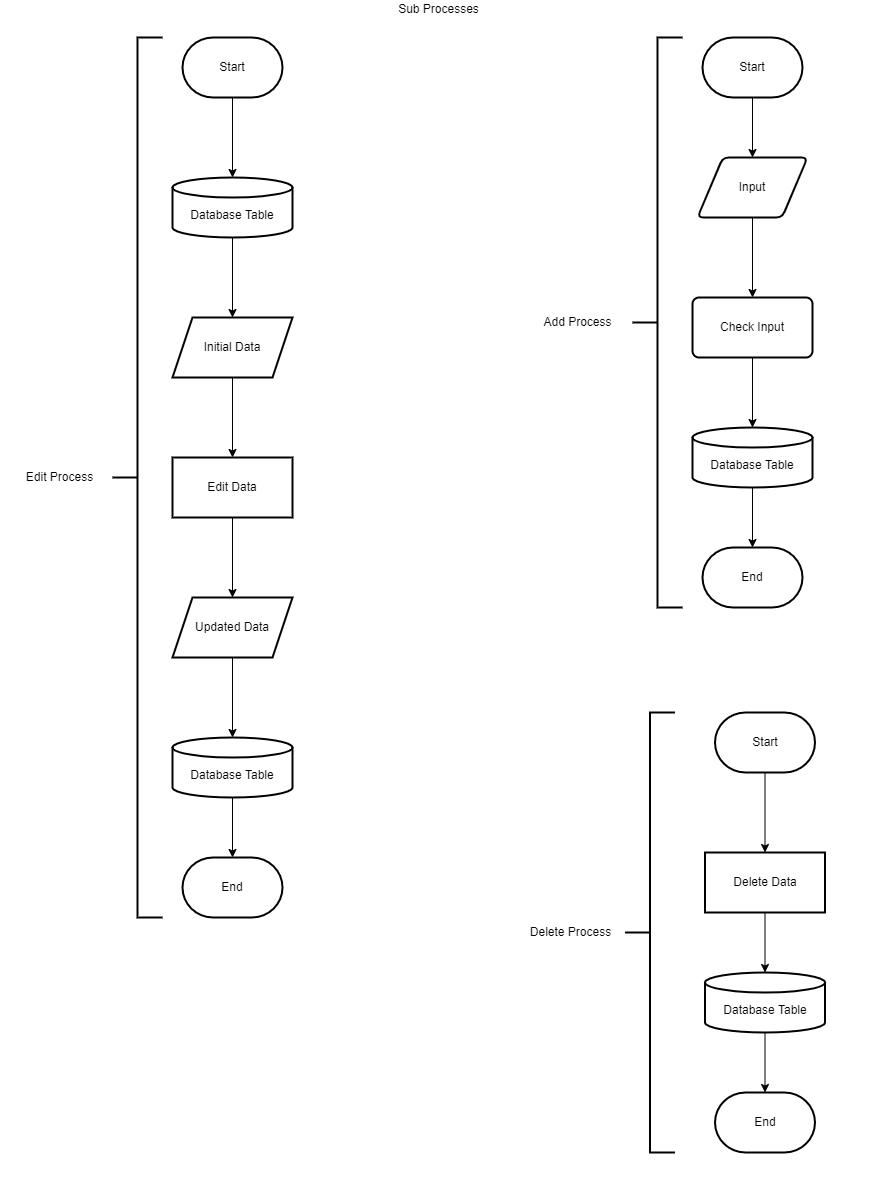 Sub Processes
Edit Process
Start
Database Table
Initial Data
Edit Data
Updated Data
Database Table
End
Add Process
Start
Input
Check Input
Database Table
End
Delete Process
Start
Delete Data
Database Table
End